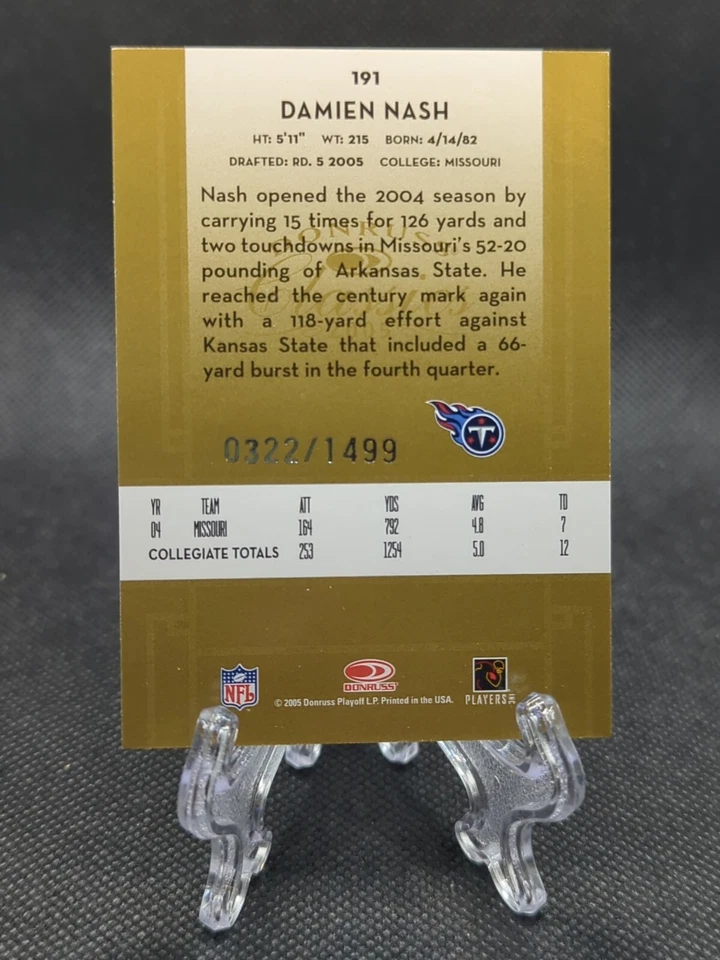 191
DAMIEN NASH
HT: 5'11" WT: 215 BORN: 4/14/82
DRAFTED: RD. 5 2005 COLLEGE: MISSOURI
DONRUSS
Classics
Nash opened the 2004 season by
carrying 15 times for 126 yards and
two touchdowns in Missouri's 52-20
pounding of Arkansas State. He
reached the century mark again
with a 118-yard effort against
Kansas State that included a 66-
yard burst in the fourth quarter.
T
0322/1499
YR TEAM ATT YDS AVG TD
04 MISSOURI 164 792 4.8 7
COLLEGIATE TOTALS 253 1254 5.0 12
NFL
DONRUSS
PLAYERS INC
© 2005 Donruss Playoff L.P. Printed in the USA.